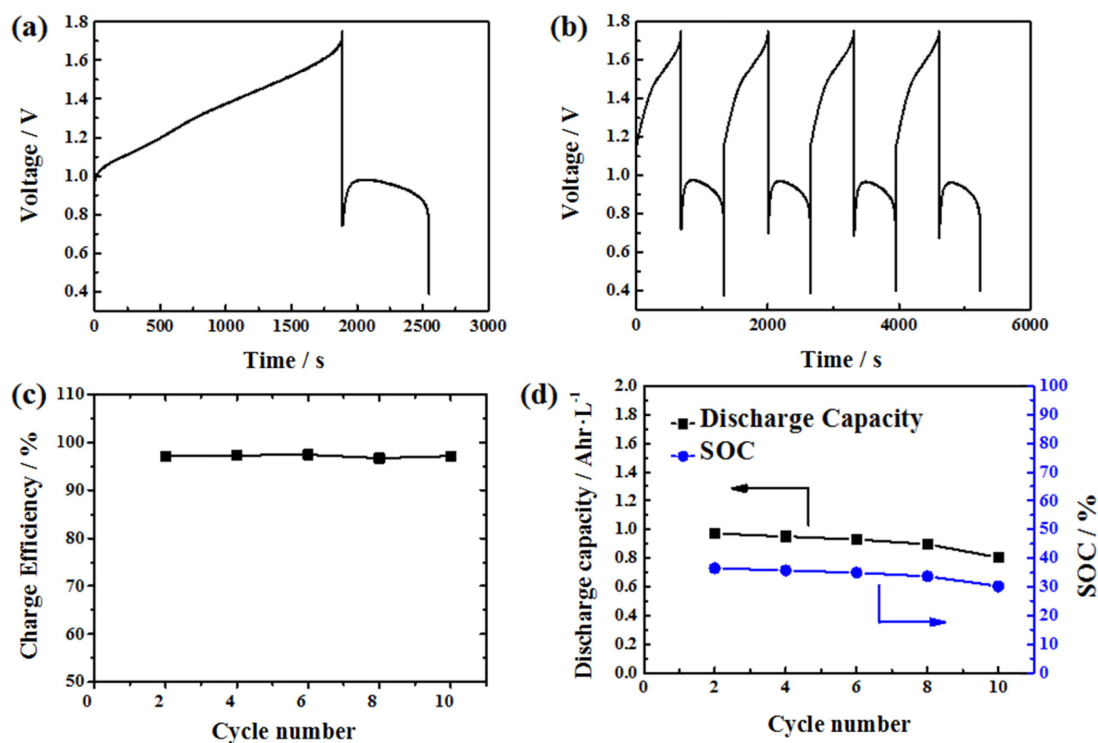 (a)
Voltage / V
1.8
1.6
1.4
1.2
1.0
0.8
0.6
0.4
0 500 1000 1500 2000 2500 3000
Time / s
(b)
Voltage / V
1.8
1.6
1.4
1.2
1.0
0.8
0.6
0.4
0 2000 4000 6000
Time / s
(c)
Charge Efficiency / %
110
100
90
80
70
60
50
0 2 4 6 8 10
Cycle number
(d)
Discharge capacity / Ahr·L⁻¹
2.0
1.8
1.6
1.4
1.2
1.0
0.8
0.6
0.4
0.2
0.0
Discharge Capacity
SOC
100
90
80
70
60
50
40
30
20
10
0
SOC / %
0 2 4 6 8 10
Cycle number